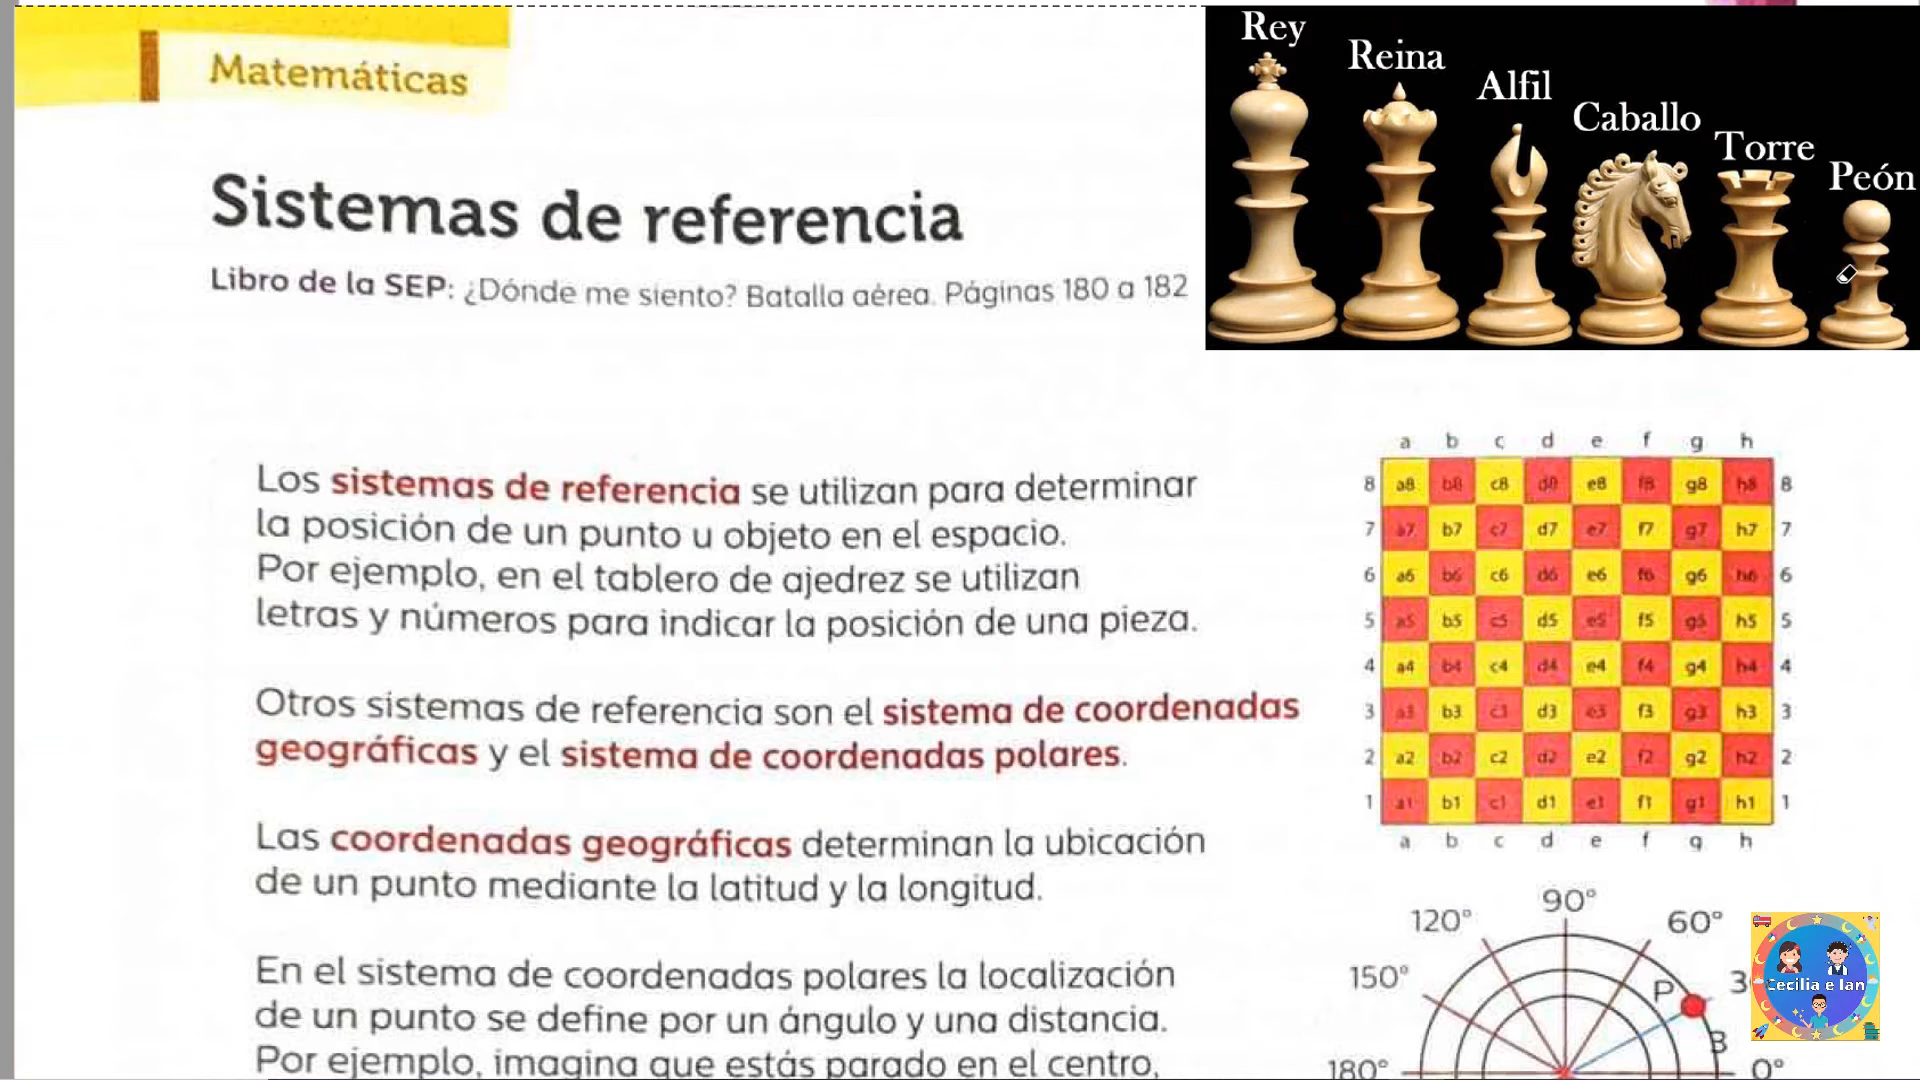 Matemáticas
Sistemas de referencia
Libro de la SEP: ¿Dónde me siento? Batalla aérea. Páginas 180 a 182
Rey
Reina
Alfil
Caballo
Torre
Peón
Los sistemas de referencia se utilizan para determinar
la posición de un punto u objeto en el espacio.
Por ejemplo, en el tablero de ajedrez se utilizan
letras y números para indicar la posición de una pieza.
Otros sistemas de referencia son el sistema de coordenadas
geográficas y el sistema de coordenadas polares.
Las coordenadas geográficas determinan la ubicación
de un punto mediante la latitud y la longitud.
En el sistema de coordenadas polares la localización
de un punto se define por un ángulo y una distancia.
Por ejemplo, imagina que estás parado en el centro,
a b c d e f g h
8 a8 b8 c8 d8 e8 f8 g8 h8 8
7 a7 b7 c7 d7 e7 f7 g7 h7 7
6 a6 b6 c6 d6 e6 f6 g6 h6 6
5 a5 b5 c5 d5 e5 f5 g5 h5 5
4 a4 b4 c4 d4 e4 f4 g4 h4 4
3 a3 b3 c3 d3 e3 f3 g3 h3 3
2 a2 b2 c2 d2 e2 f2 g2 h2 2
1 a1 b1 c1 d1 e1 f1 g1 h1 1
a b c d e f g h
90°
120° 60°
150° P
3
180° 0°
Cecilia e Ian